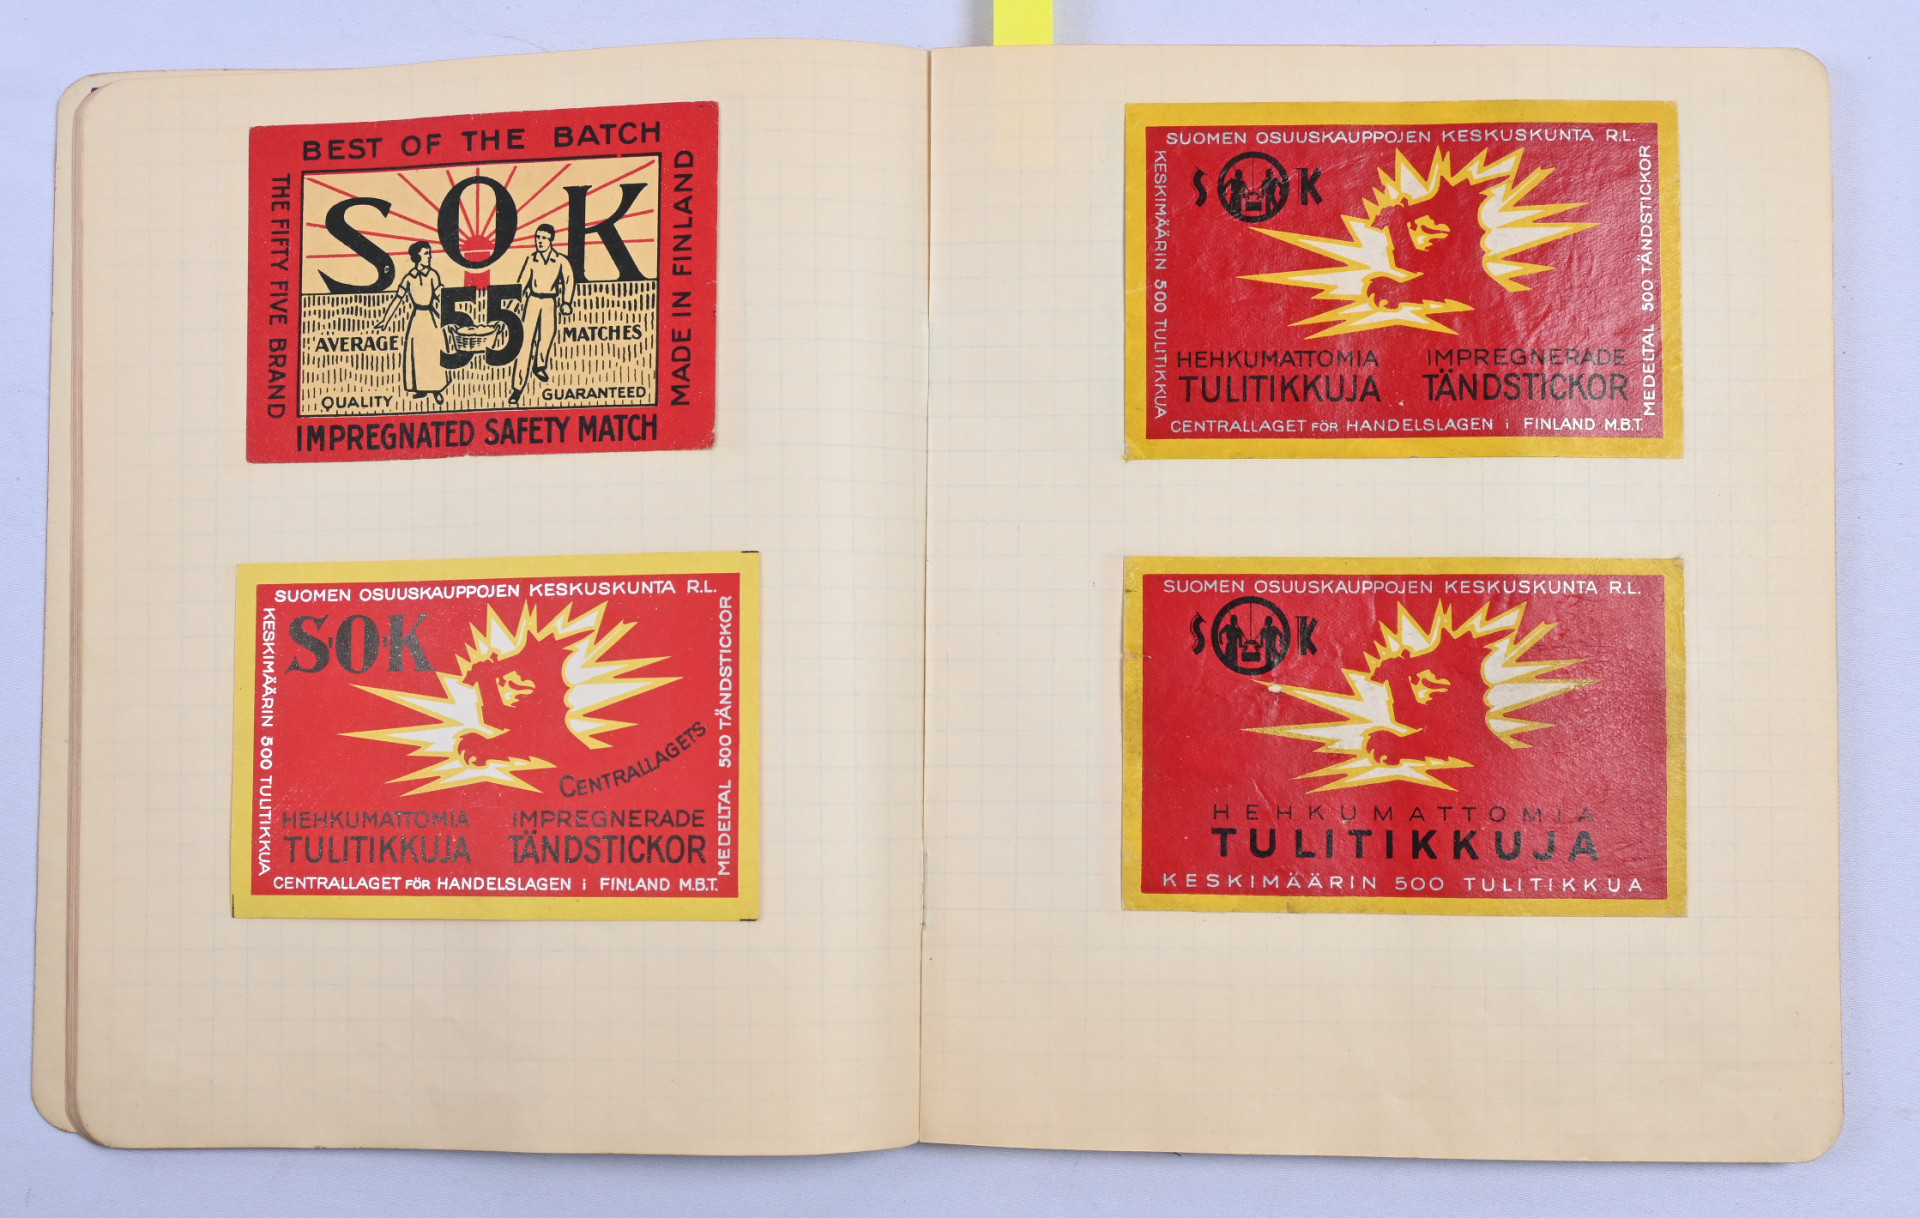 BEST OF THE BATCH
THE FIFTY FIVE BRAND
SOK
55
AVERAGE
MATCHES
QUALITY
GUARANTEED
MADE IN FINLAND
IMPREGNATED SAFETY MATCH
SUOMEN OSUUSKAUPPOJEN KESKUSKUNTA R.L.
KESKIMÄÄRIN 500 TULITIKKUA
S·O·K
CENTRALLAGETS
HEHKUMATTOMIA
TULITIKKUJA
IMPREGNERADE
TÄNDSTICKOR
MEDELTAL 500 TÄNDSTICKOR
CENTRALLAGET FÖR HANDELSLAGEN i FINLAND M.B.T.
SUOMEN OSUUSKAUPPOJEN KESKUSKUNTA R.L.
KESKIMÄÄRIN 500 TULITIKKUA
SOK
HEHKUMATTOMIA
TULITIKKUJA
IMPREGNERADE
TÄNDSTICKOR
MEDELTAL 500 TÄNDSTICKOR
CENTRALLAGET FÖR HANDELSLAGEN i FINLAND M.B.T.
SUOMEN OSUUSKAUPPOJEN KESKUSKUNTA R.L.
SOK
HEHKUMATTOMIA
TULITIKKUJA
KESKIMÄÄRIN 500 TULITIKKUA